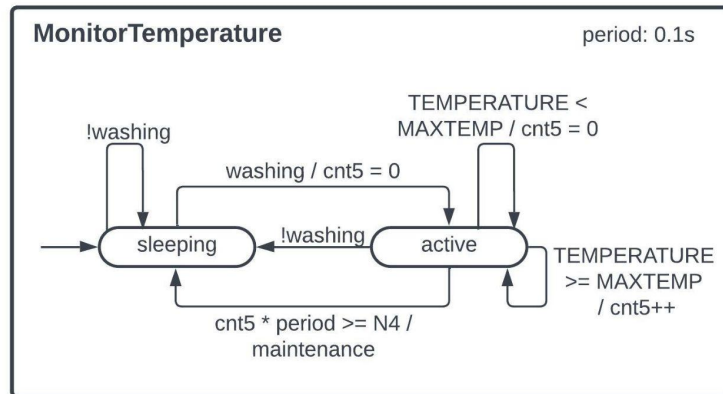 MonitorTemperature
period: 0.1s
TEMPERATURE <
MAXTEMP / cnt5 = 0
!washing
washing / cnt5 = 0
sleeping
!washing
active
TEMPERATURE
>= MAXTEMP
/ cnt5++
cnt5 * period >= N4 /
maintenance